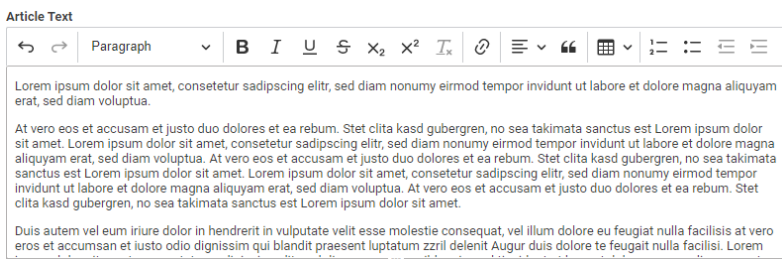 Article Text
Paragraph B I U S X₂ X² Tx
Lorem ipsum dolor sit amet, consetetur sadipscing elitr, sed diam nonumy eirmod tempor invidunt ut labore et dolore magna aliquyam
erat, sed diam voluptua.
At vero eos et accusam et justo duo dolores et ea rebum. Stet clita kasd gubergren, no sea takimata sanctus est Lorem ipsum dolor
sit amet. Lorem ipsum dolor sit amet, consetetur sadipscing elitr, sed diam nonumy eirmod tempor invidunt ut labore et dolore magna
aliquyam erat, sed diam voluptua. At vero eos et accusam et justo duo dolores et ea rebum. Stet clita kasd gubergren, no sea takimata
sanctus est Lorem ipsum dolor sit amet. Lorem ipsum dolor sit amet, consetetur sadipscing elitr, sed diam nonumy eirmod tempor
invidunt ut labore et dolore magna aliquyam erat, sed diam voluptua. At vero eos et accusam et justo duo dolores et ea rebum. Stet
clita kasd gubergren, no sea takimata sanctus est Lorem ipsum dolor sit amet.
Duis autem vel eum iriure dolor in hendrerit in vulputate velit esse molestie consequat, vel illum dolore eu feugiat nulla facilisis at vero
eros et accumsan et iusto odio dignissim qui blandit praesent luptatum zzril delenit Augur duis dolore te feugait nulla facilisi. Lorem